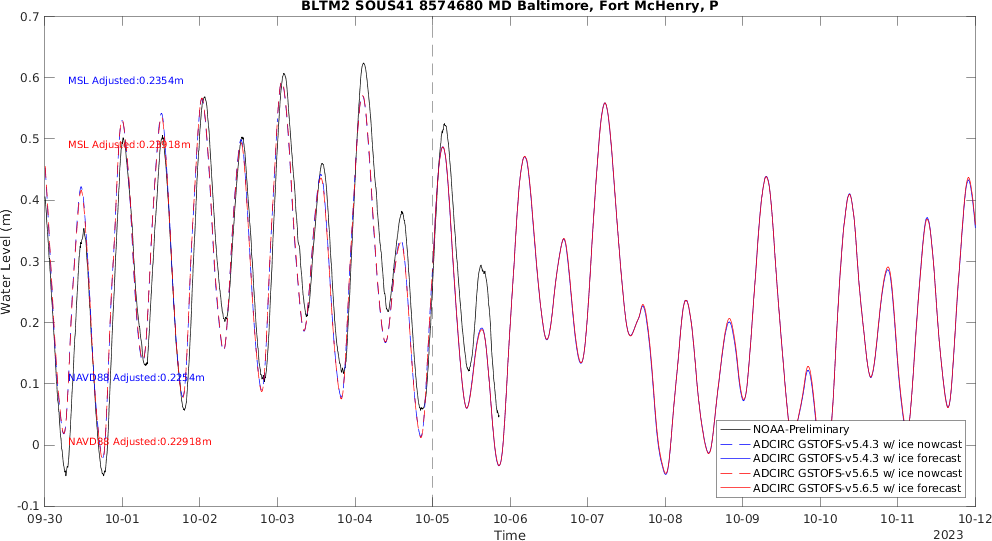 BLTM2 SOUS41 8574680 MD Baltimore, Fort McHenry, P
0.7
0.6
0.5
0.4
0.3
0.2
0.1
0
-0.1
Water Level (m)
MSL Adjusted:0.2354m
MSL Adjusted:0.23918m
NAVD88 Adjusted:0.2254m
NAVD88 Adjusted:0.22918m
NOAA-Preliminary
ADCIRC GSTOFS-v5.4.3 w/ ice nowcast
ADCIRC GSTOFS-v5.4.3 w/ ice forecast
ADCIRC GSTOFS-v5.6.5 w/ ice nowcast
ADCIRC GSTOFS-v5.6.5 w/ ice forecast
09-30 10-01 10-02 10-03 10-04 10-05 10-06 10-07 10-08 10-09 10-10 10-11 10-12
Time
2023